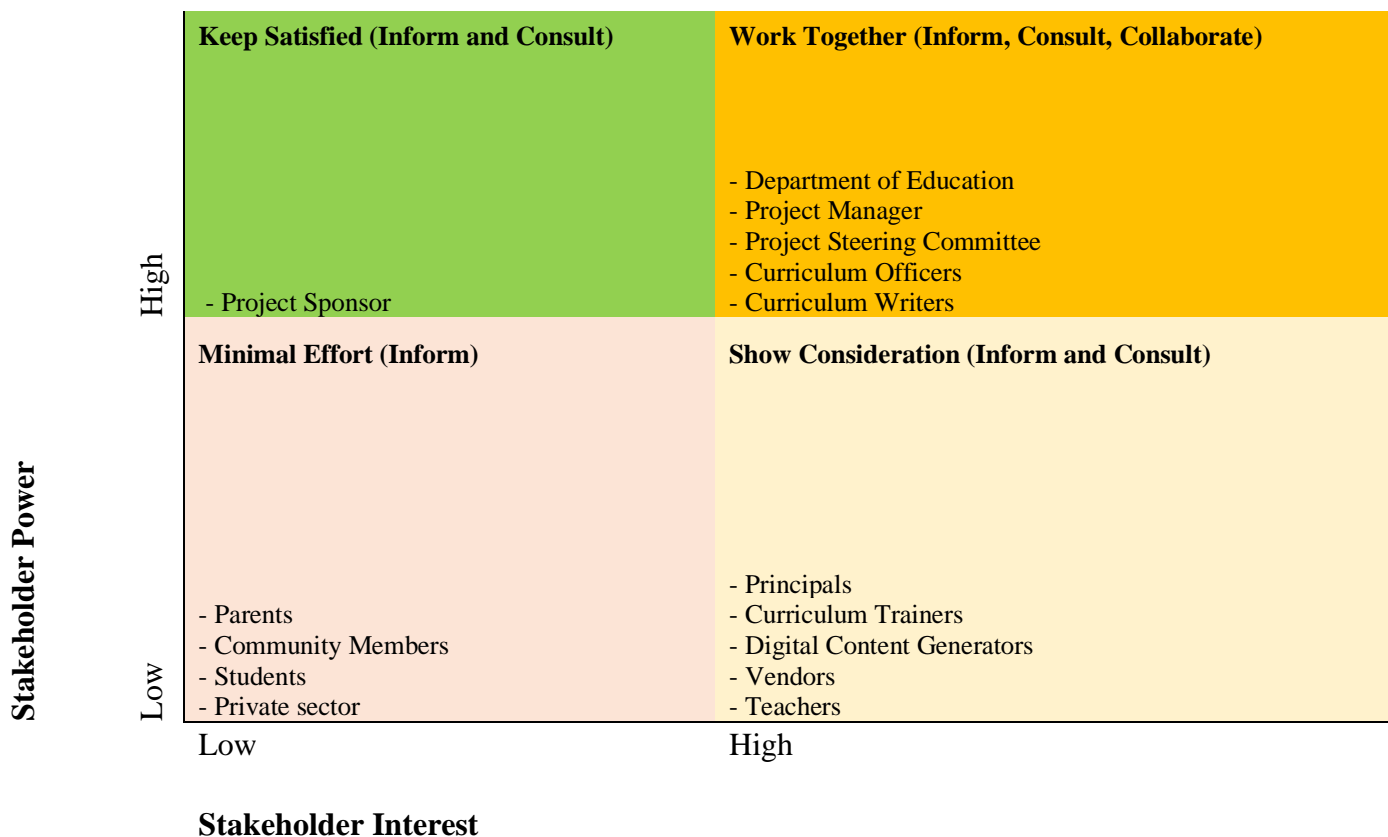 Keep Satisfied (Inform and Consult)
- Project Sponsor
Work Together (Inform, Consult, Collaborate)
- Department of Education
- Project Manager
- Project Steering Committee
- Curriculum Officers
- Curriculum Writers
High
Minimal Effort (Inform)
- Parents
- Community Members
- Students
- Private sector
Show Consideration (Inform and Consult)
- Principals
- Curriculum Trainers
- Digital Content Generators
- Vendors
- Teachers
Low
Stakeholder Power
Low
High
Stakeholder Interest